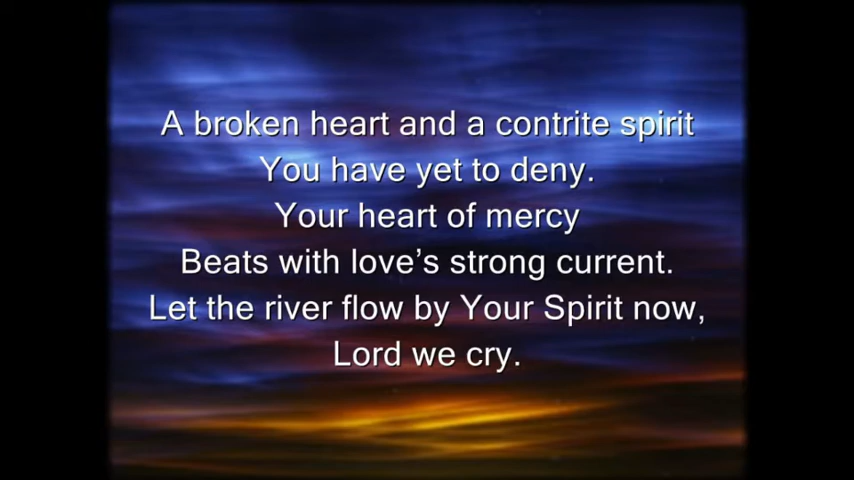 A broken heart and a contrite spirit
You have yet to deny.
Your heart of mercy
Beats with love’s strong current.
Let the river flow by Your Spirit now,
Lord we cry.